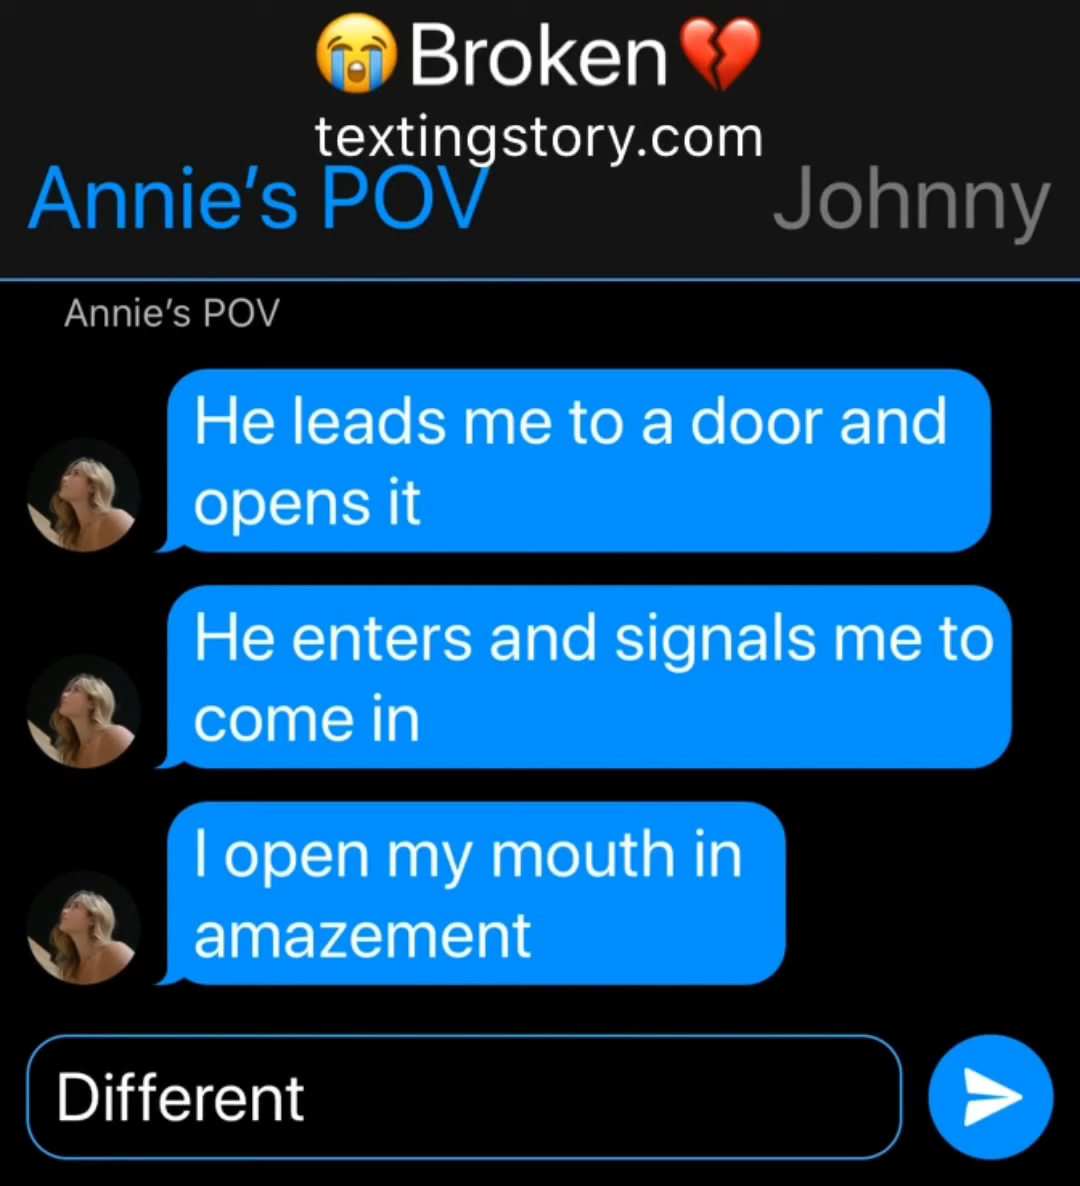 😭Broken💔
textingstory.com
Annie’s POV
Johnny
Annie’s POV
He leads me to a door and
opens it
He enters and signals me to
come in
I open my mouth in
amazement
Different